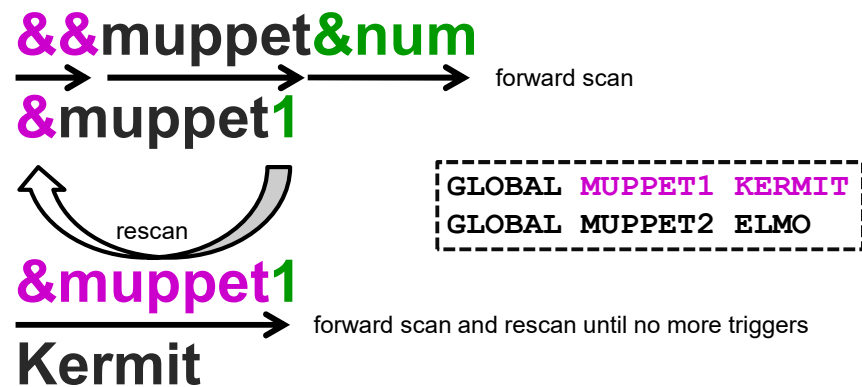 &&muppet&num
forward scan
&muppet1
GLOBAL MUPPET1 KERMIT
GLOBAL MUPPET2 ELMO
rescan
&muppet1
forward scan and rescan until no more triggers
Kermit